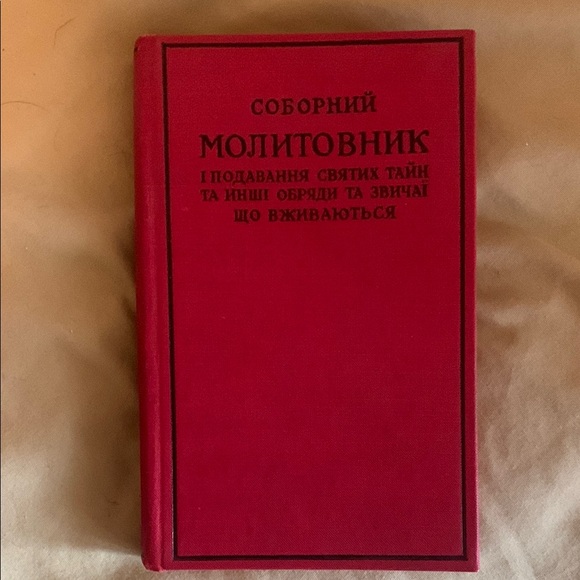 СОБОРНИЙ
МОЛИТОВНИК
І ПОДАВАННЯ СВЯТИХ ТАЙН
ТА ИНШІ ОБРЯДИ ТА ЗВИЧАЇ
ЩО ВЖИВАЮТЬСЯ